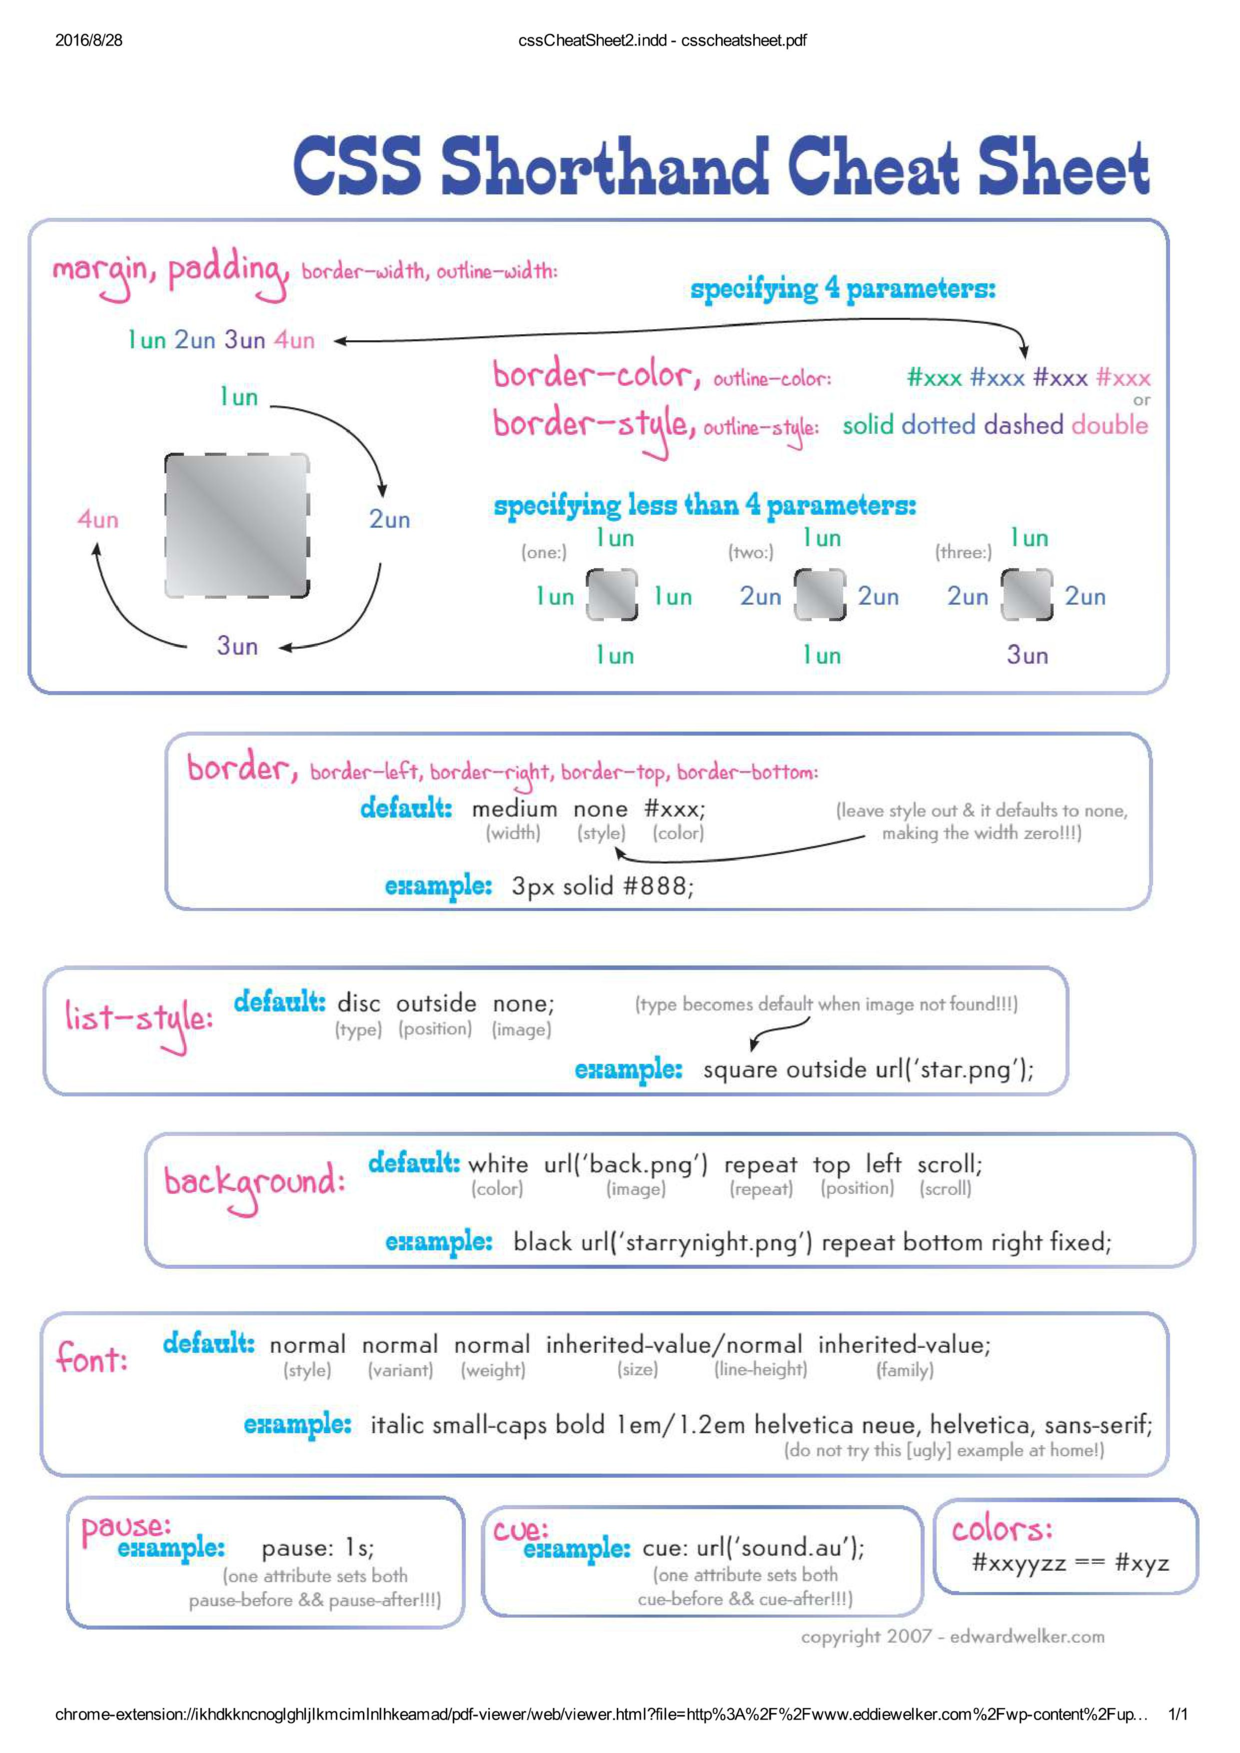 2016/8/28
cssCheatSheet2.indd - csscheatsheet.pdf
CSS Shorthand Cheat Sheet
margin, padding, border-width, outline-width:
specifying 4 parameters:
1un 2un 3un 4un
border-color, outline-color: #xxx #xxx #xxx #xxx
or
border-style, outline-style: solid dotted dashed double
1un
2un
3un
4un
specifying less than 4 parameters:
(one:) 1un
1un 1un
1un
(two:) 1un
2un 2un
1un
(three:) 1un
2un 2un
3un
border, border-left, border-right, border-top, border-bottom:
default: medium none #xxx;
(width) (style) (color)
(leave style out & it defaults to none,
making the width zero!!!)
example: 3px solid #888;
list-style: default: disc outside none;
(type) (position) (image)
(type becomes default when image not found!!!)
example: square outside url('star.png');
background: default: white url('back.png') repeat top left scroll;
(color) (image) (repeat) (position) (scroll)
example: black url('starrynight.png') repeat bottom right fixed;
font: default: normal normal normal inherited-value/normal inherited-value;
(style) (variant) (weight) (size) (line-height) (family)
example: italic small-caps bold 1em/1.2em helvetica neue, helvetica, sans-serif;
(do not try this [ugly] example at home!)
pause:
example: pause: 1s;
(one attribute sets both
pause-before && pause-after!!!)
cue:
example: cue: url('sound.au');
(one attribute sets both
cue-before && cue-after!!!)
colors:
#xxyyzz == #xyz
copyright 2007 - edwardwelker.com
chrome-extension://ikhdkkncnoglghljlkmcimlnlhkeamad/pdf-viewer/web/viewer.html?file=http%3A%2F%2Fwww.eddiewelker.com%2Fwp-content%2Fup…
1/1